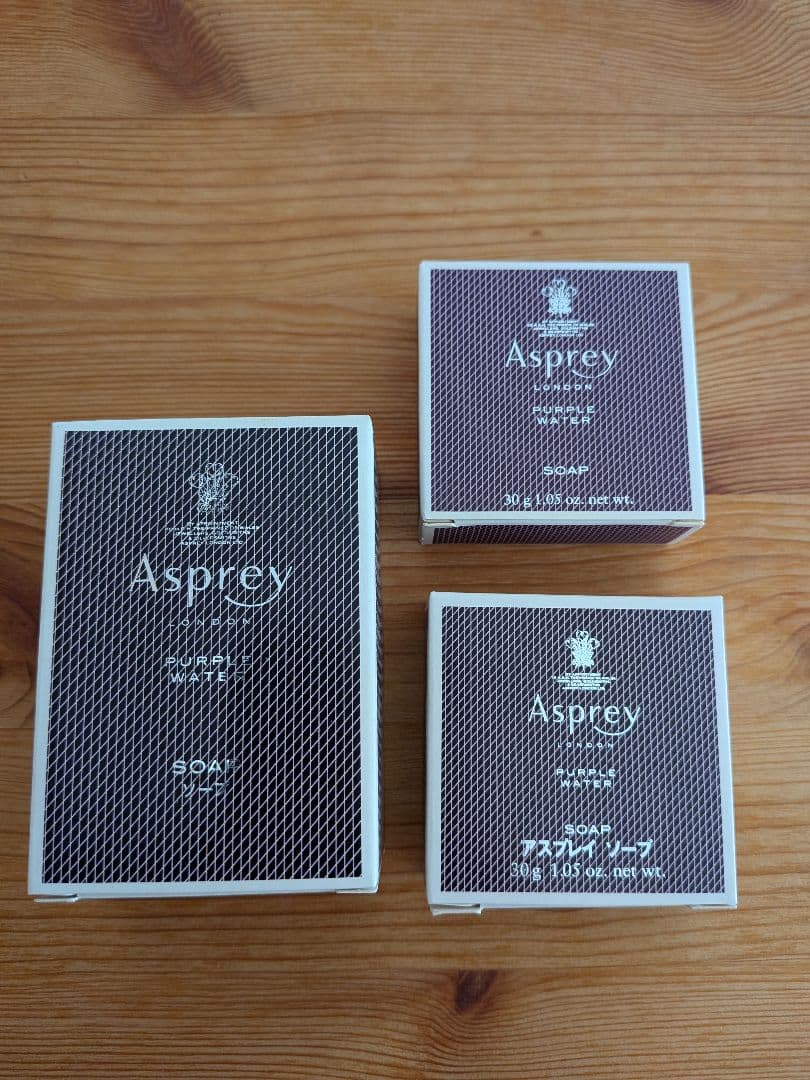 Asprey
LONDON
PURPLE
WATER
SOAP
ソープ
Asprey
LONDON
PURPLE
WATER
SOAP
30 g 1.05 oz. net wt.
Asprey
LONDON
PURPLE
WATER
SOAP
アスプレイ ソープ
30 g 1.05 oz. net wt.